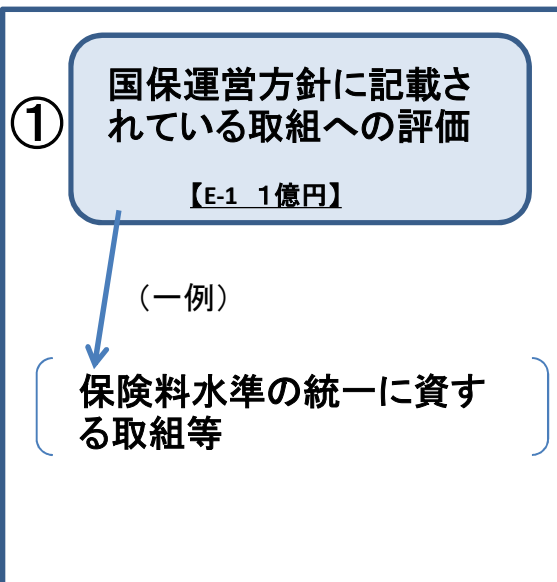 ①
国保運営方針に記載さ
れている取組への評価
【E-1 1億円】
（一例）
保険料水準の統一に資す
る取組等